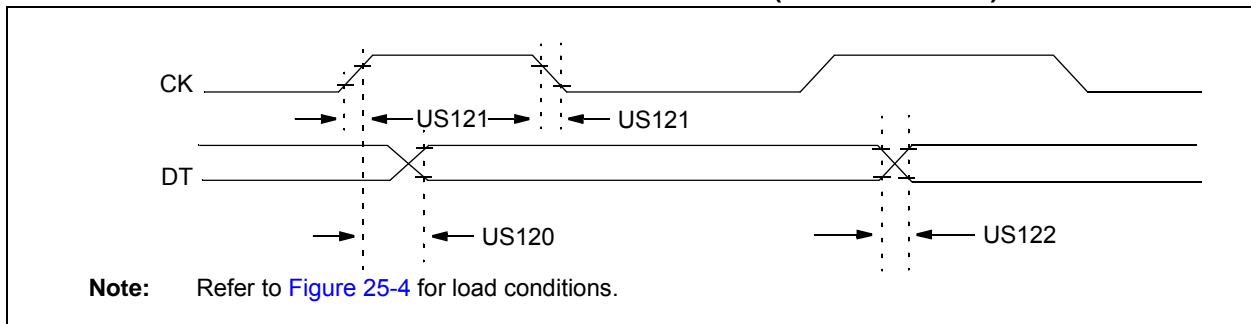 CK
US121 US121
DT
US120 US122
Note: Refer to Figure 25-4 for load conditions.